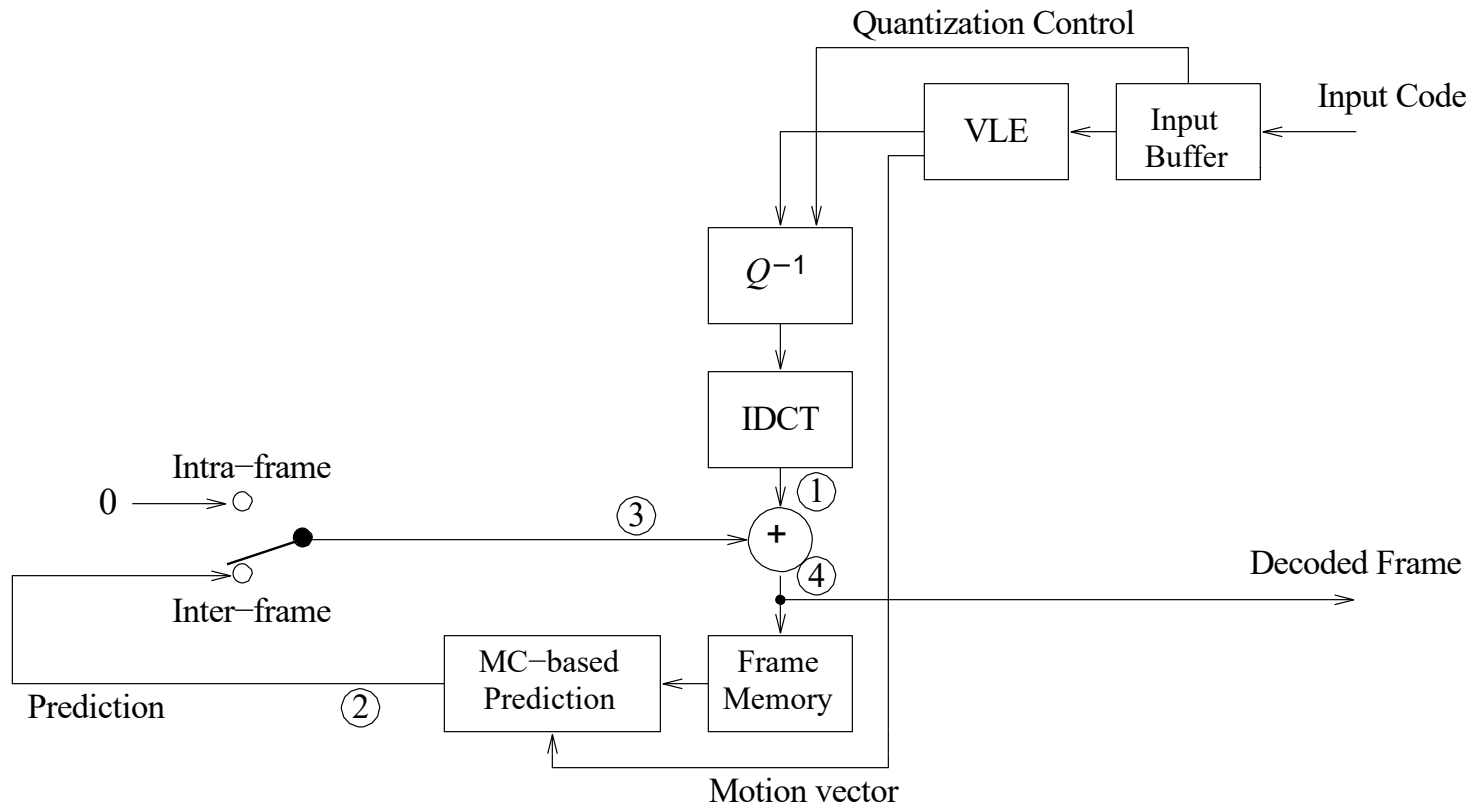 Quantization Control
Input Code
VLE
Input
Buffer
Q−1
IDCT
Intra−frame
0
1
3
+
4
Decoded Frame
Inter−frame
MC−based
Prediction
Frame
Memory
Prediction
2
Motion vector